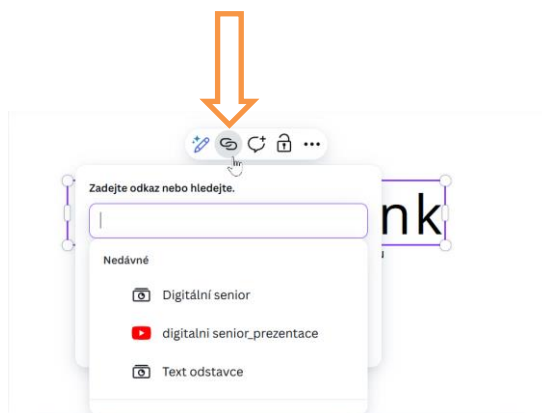 Zadejte odkaz nebo hledejte.
nk
Nedávné
Digitální senior
digitalni senior_prezentace
Text odstavce